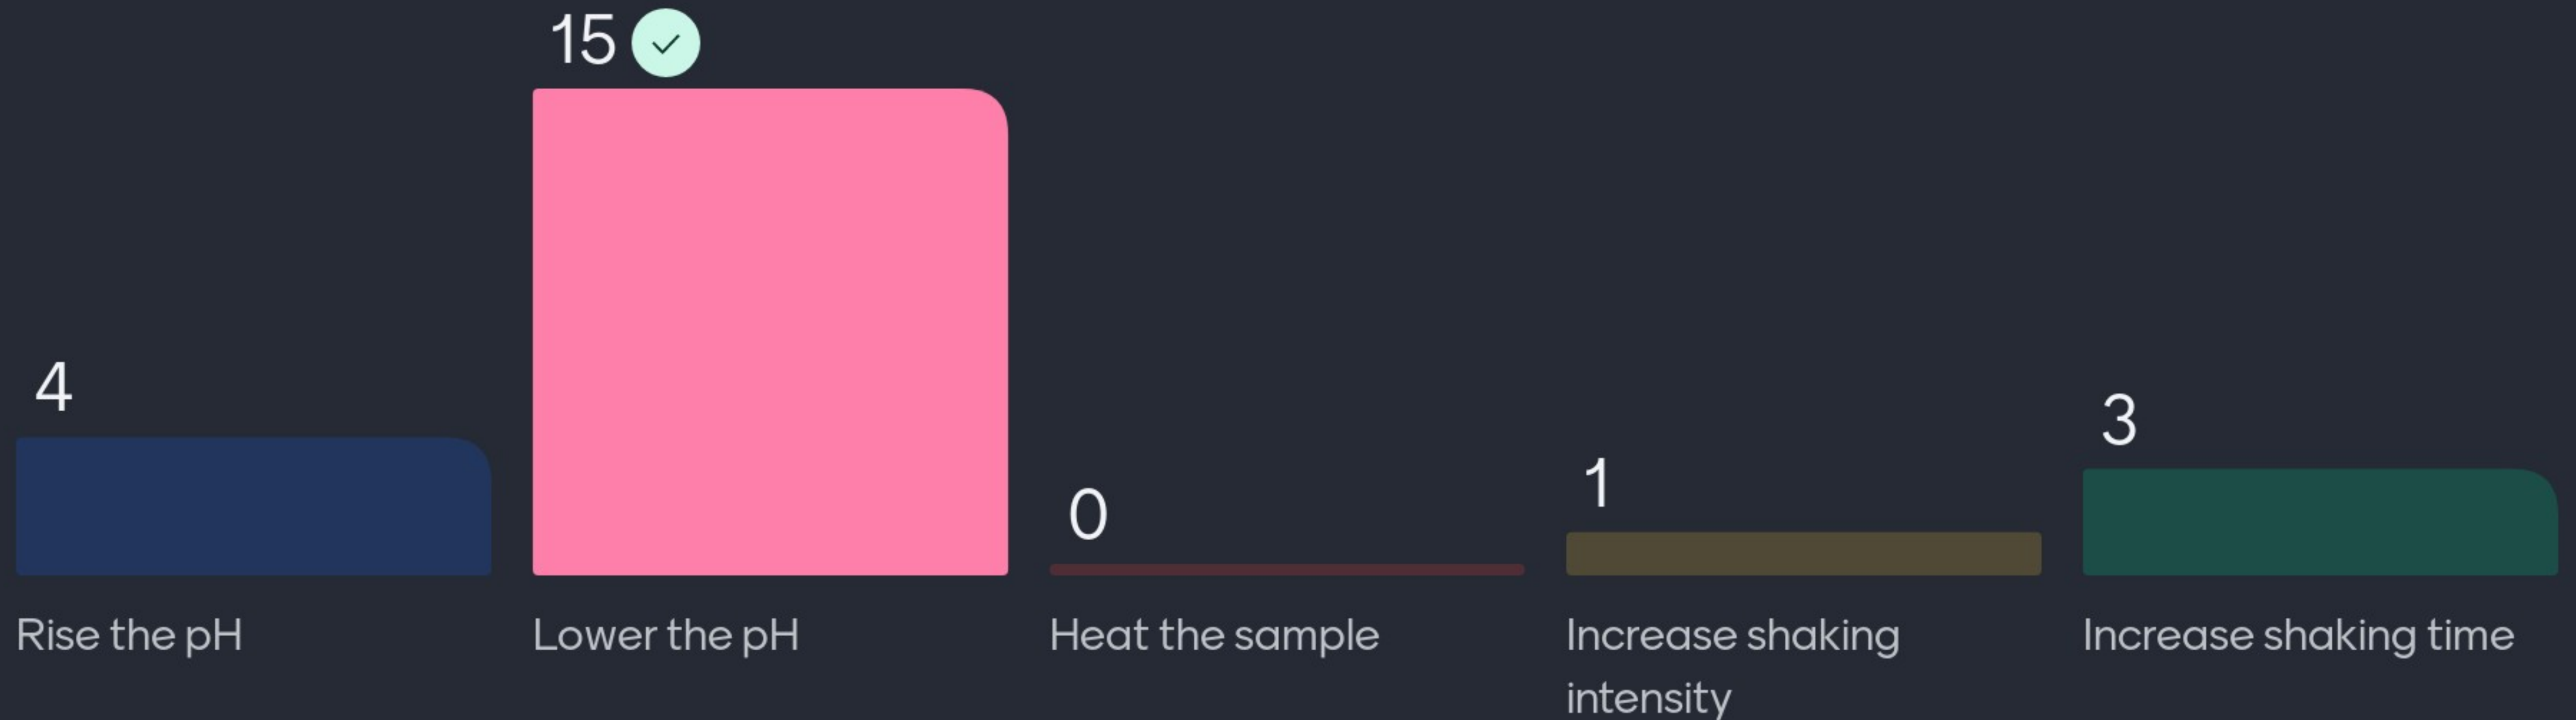 15
4
0
1
3
Rise the pH
Lower the pH
Heat the sample
Increase shaking
intensity
Increase shaking time